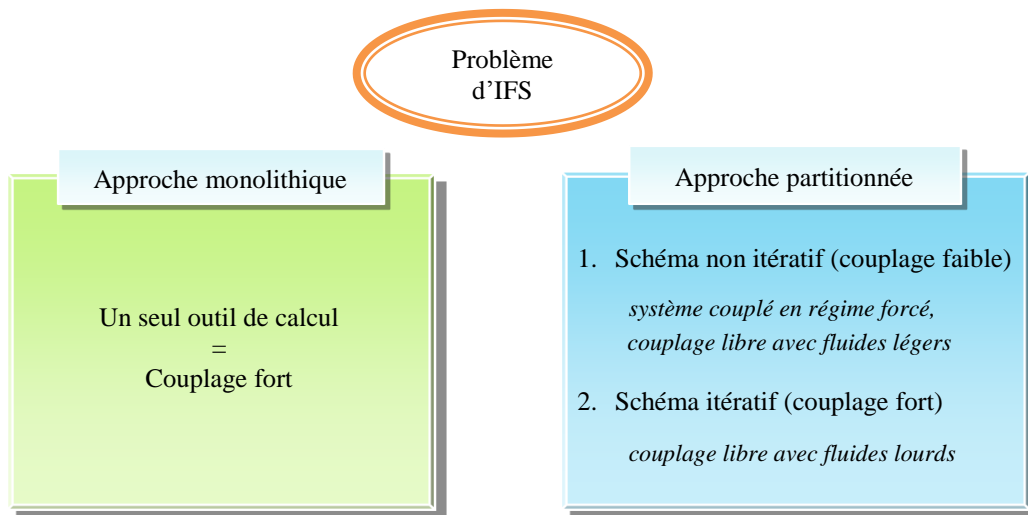 Problème
d'IFS
Approche monolithique
Un seul outil de calcul
=
Couplage fort
Approche partitionnée
1. Schéma non itératif (couplage faible)
système couplé en régime forcé,
couplage libre avec fluides légers
2. Schéma itératif (couplage fort)
couplage libre avec fluides lourds